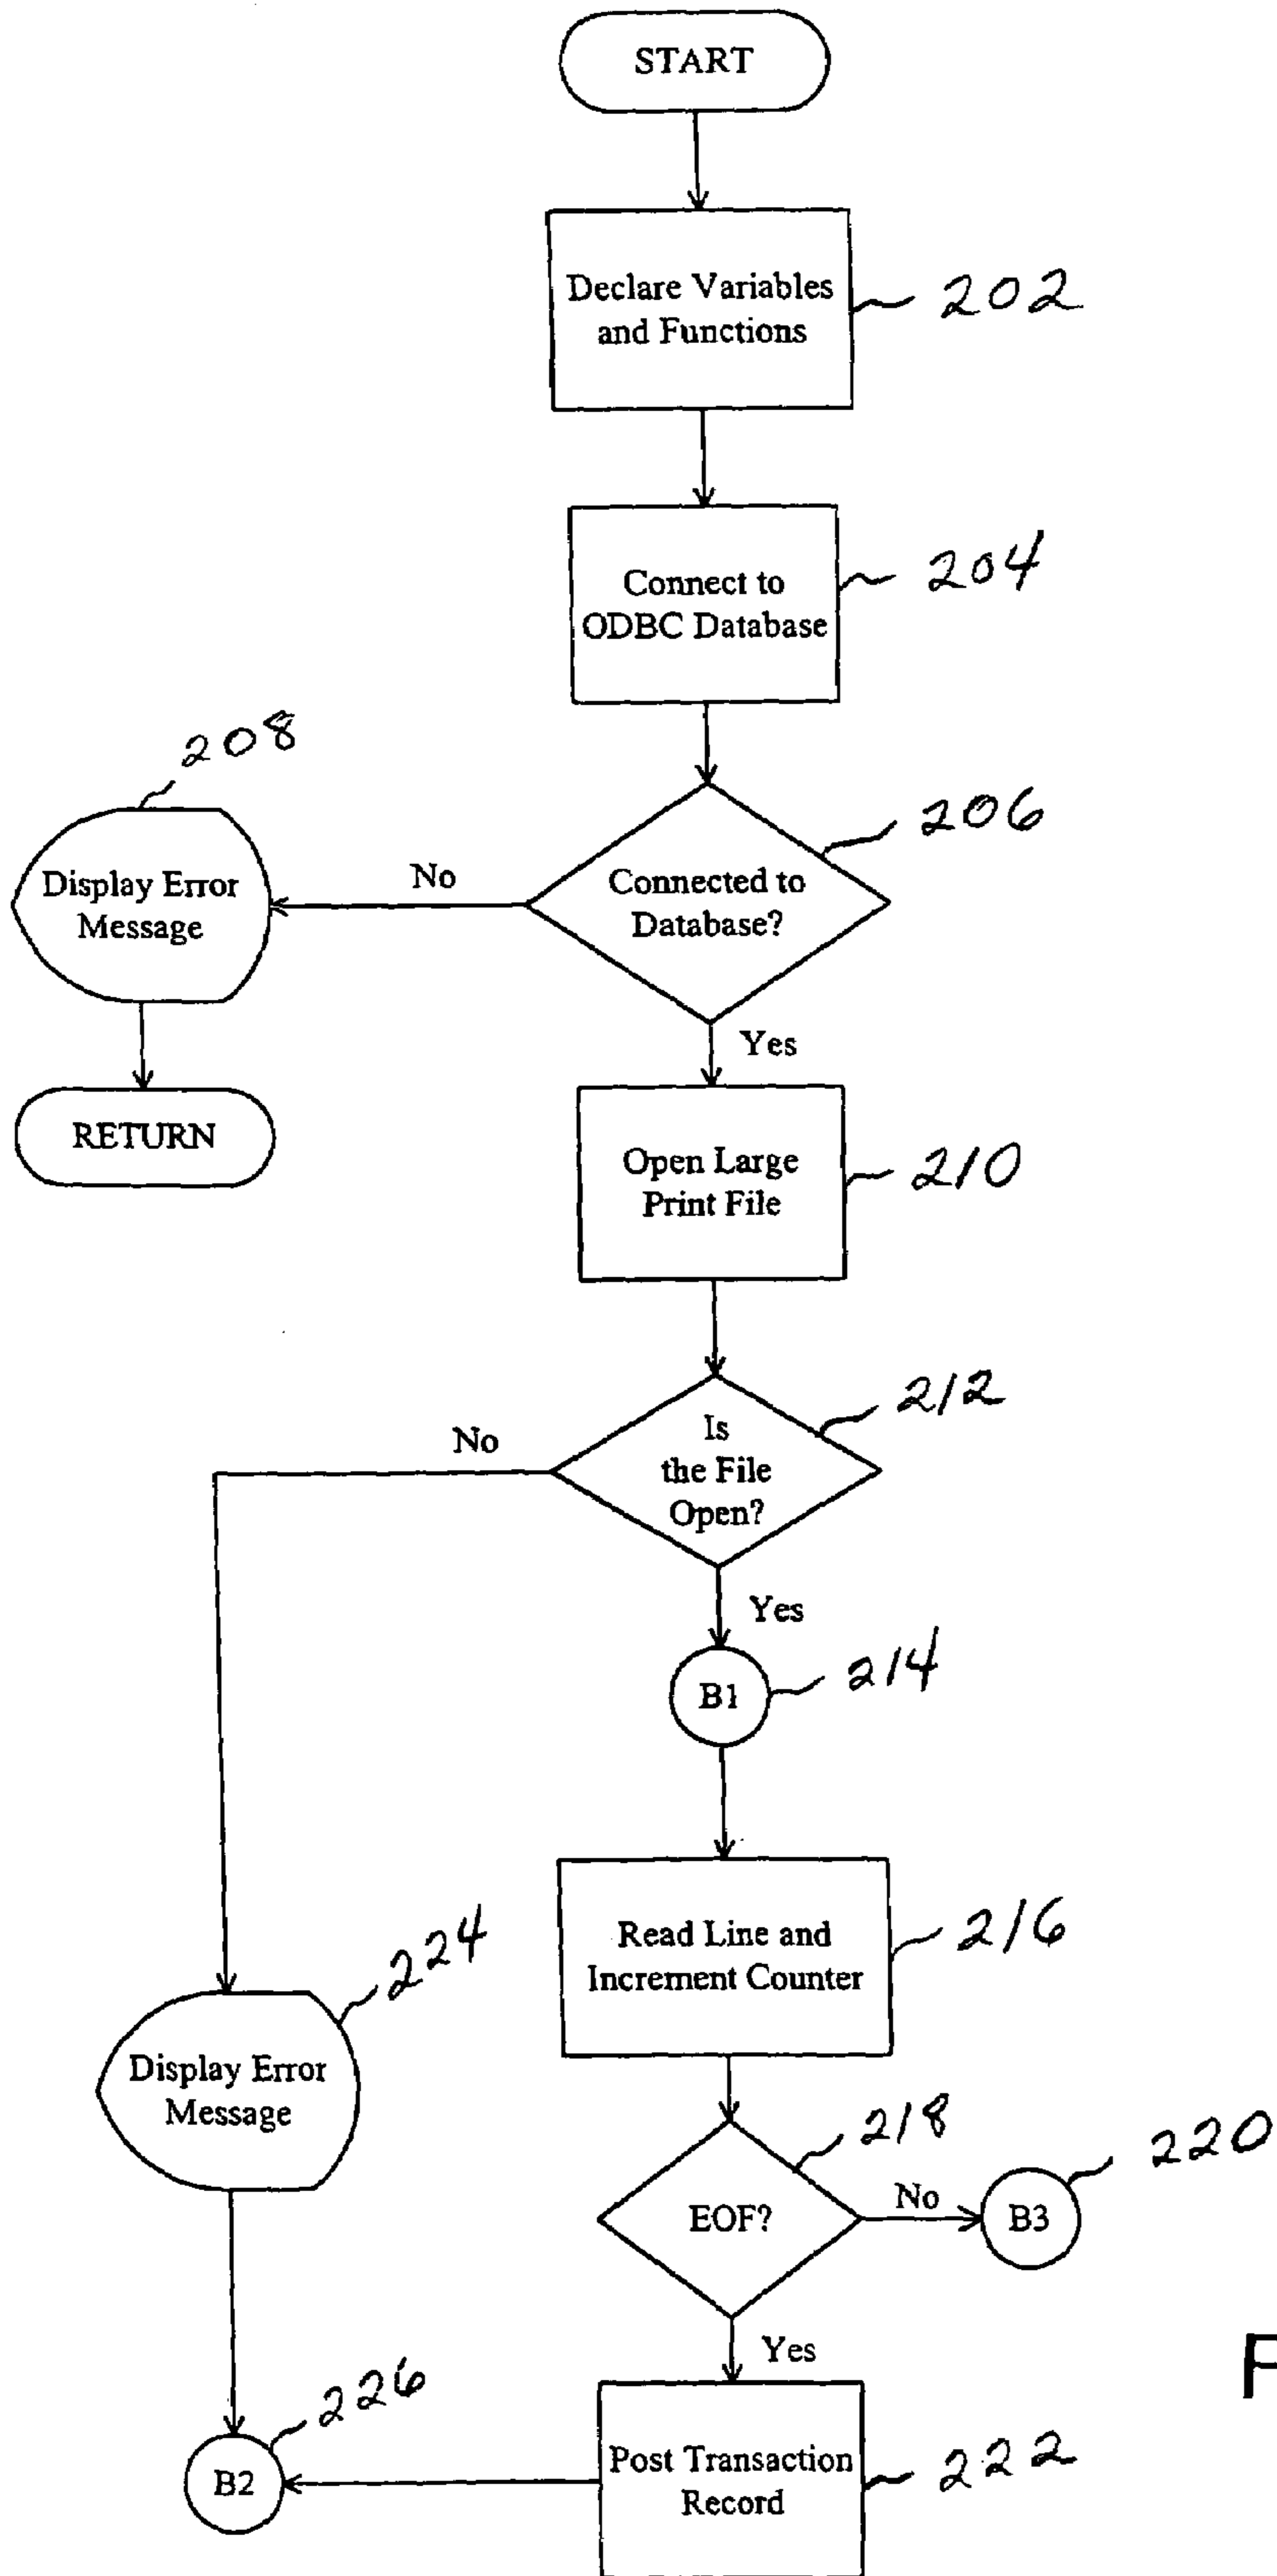 START
Declare Variables
and Functions
202
Connect to
ODBC Database
204
208
206
Display Error
Message
No
Connected to
Database?
Yes
RETURN
Open Large
Print File
210
212
No
Is
the File
Open?
Yes
B1
214
Read Line and
Increment Counter
216
224
Display Error
Message
218
220
EOF?
No
B3
Yes
226
B2
Post Transaction
Record
222
F